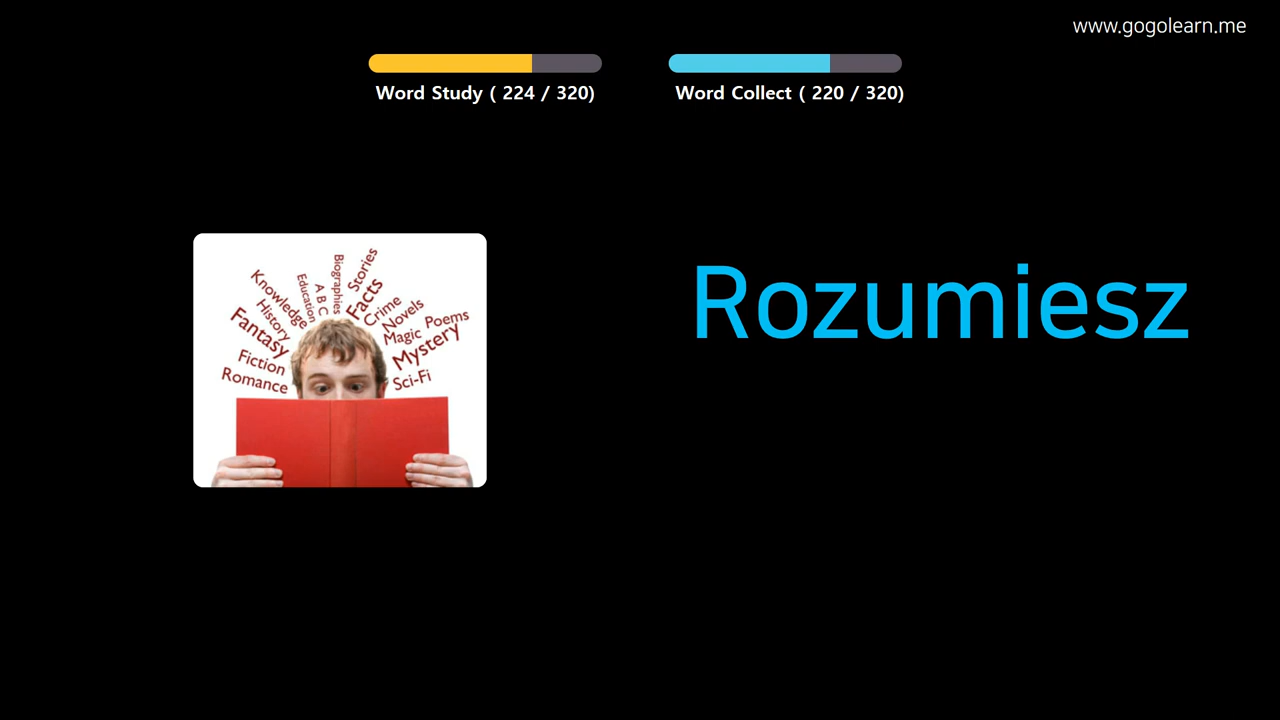 www.gogolearn.me
Word Study ( 224 / 320)
Word Collect ( 220 / 320)
Rozumiesz
Knowledge
History
Fantasy
Fiction
Romance
Education
A B C
Biographies
Stories
Facts
Crime
Novels
Magic
Poems
Mystery
Sci-Fi